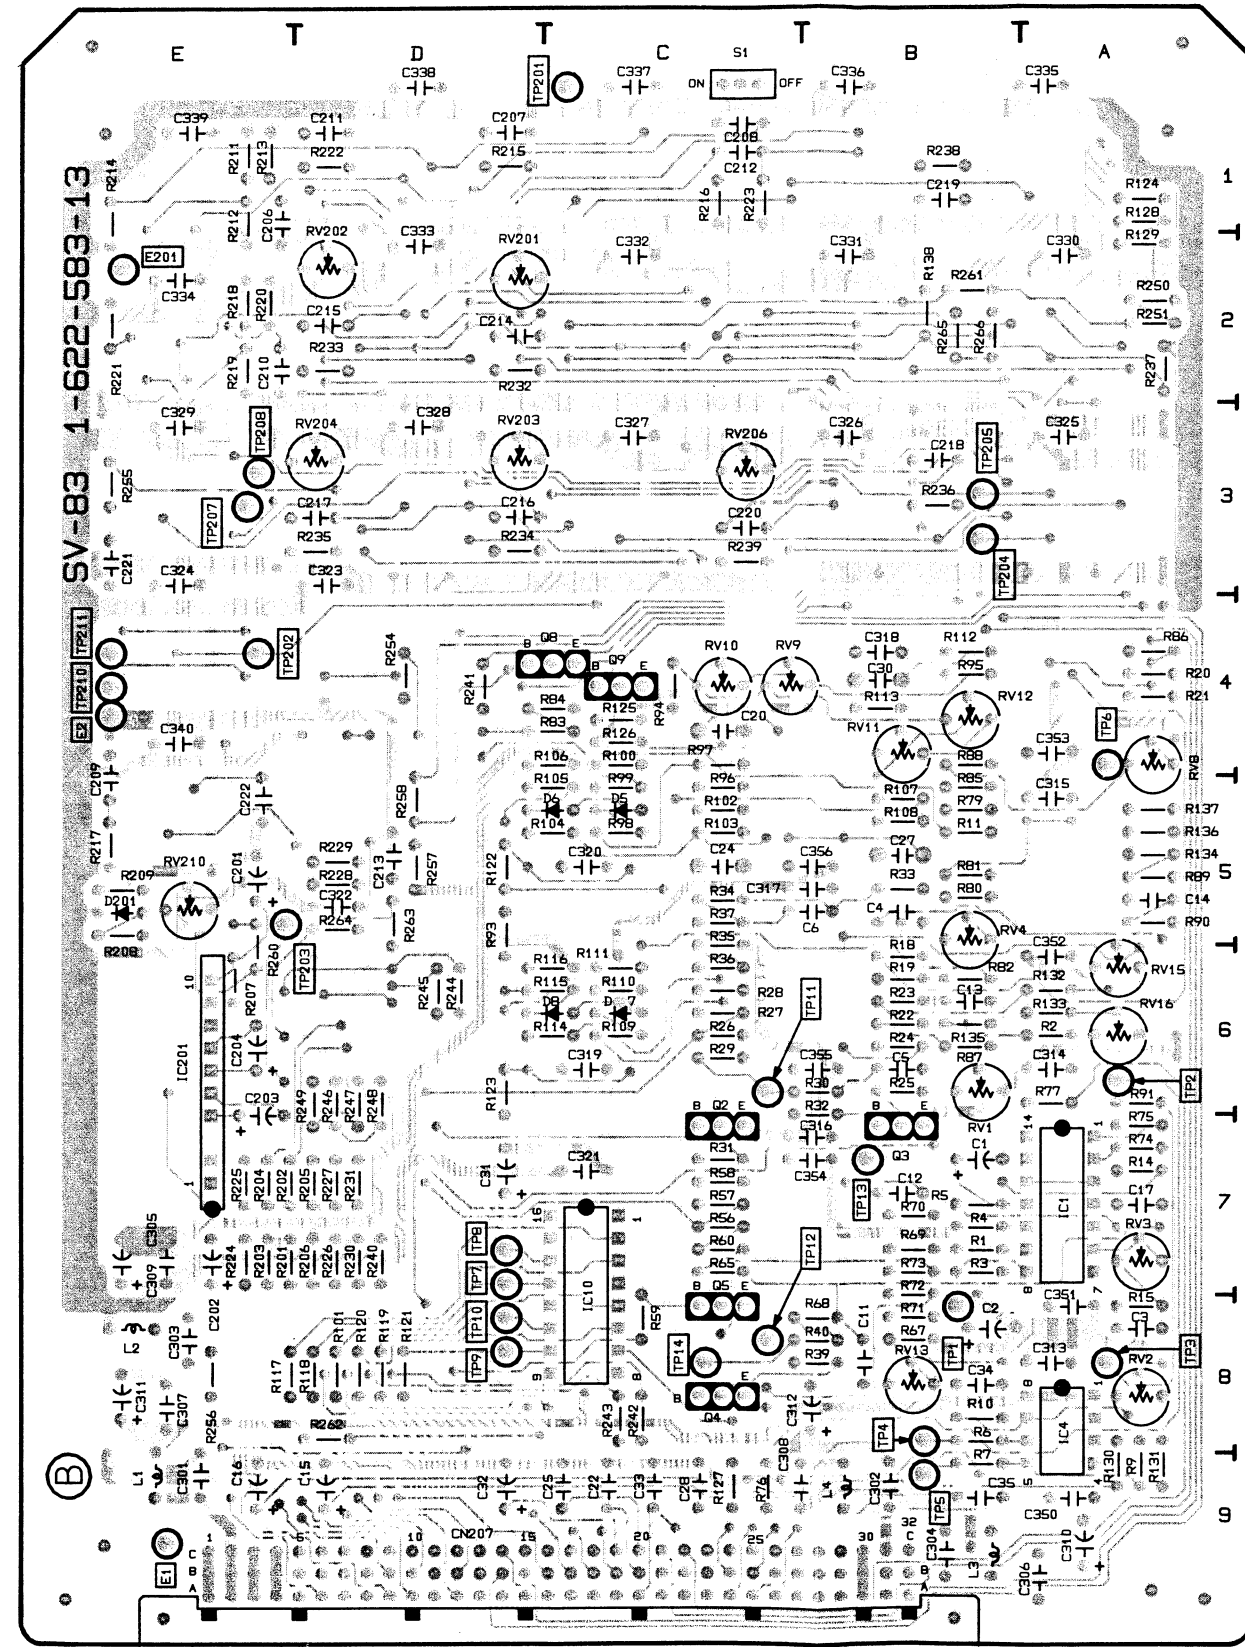 E D C B A
C338 TP201 C337 S1 C336 C335
ON OFF
C339 C211 C207 C208
R214 R211 R213 R222 R215 C212 R238
1
R216 R223 C219 R124
R212 C206 R128
E201 RV202 C333 RV201 C332 C331 R138 C330 R129
C334 R261
R218 R220 R250
C215 C214 R265 R266 R251
2
R221 R219 C210 R233 R232 R237
SV-83 1-622-583-13
C329 TP208 RV204 C328 RV203 C327 RV206 C326 C218 TP205 C325
R255 TP207 C217 C216 C220 R236
3
R235 R234 R239 TP204
C221 C324 C323
TP211 TP202 R254 B Q8 E RV10 RV9 C318 R112 R86
TP210 R241 B Q9 E C30 R95 R20
4
E2 R84 R125 R94 R113 RV12 R21
C340 R83 R126 C20 RV11 TP6
R106 R100 R97 R88 C353
C209 C222 R258 R105 R99 R96 R107 R85 C315 RV8
D6 D5 R102 R108 R79 R137
R217 R104 R98 R103 R11 R136
RV210 C201 R229 C213 R257 R122 C320 C24 C356 C27 R81 R134
5
R209 R228 R34 C317 R33 R80 R89
D201 C322 R263 R93 R37 C6 C4 RV4 C14
R208 R260 TP203 R264 R35 R90
R116 R111 R36 R18 R82 C352 RV15
10 R207 R245 R244 R115 R110 R28 TP11 R19 R132
D8 D7 R27 R23 C13 R133 RV16
IC201 C204 R114 R109 R26 R22 R2
6
R29 R24 R135
C319 C355 C5 R87 C314 TP2
C203 R249 R246 R247 R248 R123 R30 R25 R77 R91
B Q2 E R32 B E RV1 14 1 R75
C316 Q3 C1 R74
C31 C321 R31 C354 R14
1 R225 R204 R202 R205 R227 R231 R58 TP13 C12 R5 C17
7
16 1 R57 R70 R4 IC1
C305 TP8 R56 TP12 R69 R1 RV3
C309 C202 R224 R203 R201 R206 R226 R230 R240 TP7 IC10 R60 R73 R3
R65 R72 8 C351 7 R15
TP10 R59 B Q5 E R68 C11 R71 C2 C3
L2 C303 R101 R120 R119 R121 TP9 TP14 R40 R67 TP1 C313 TP3
R117 R118 9 8 R39 RV13 C34 RV2
8
C311 C307 R256 R262 R243 R242 B Q4 E C312 R10 8 1
TP4 R6 IC4
B L1 C301 C16 C15 C32 C25 C22 C33 C28 R127 R76 C308 L4 C302 R7 R130 R9 R131
TP5 C35 5 4
C350
9
E1 1 5 10 CN207 15 20 25 30 32 C304 L3 C306 C310
C C
B B
A A